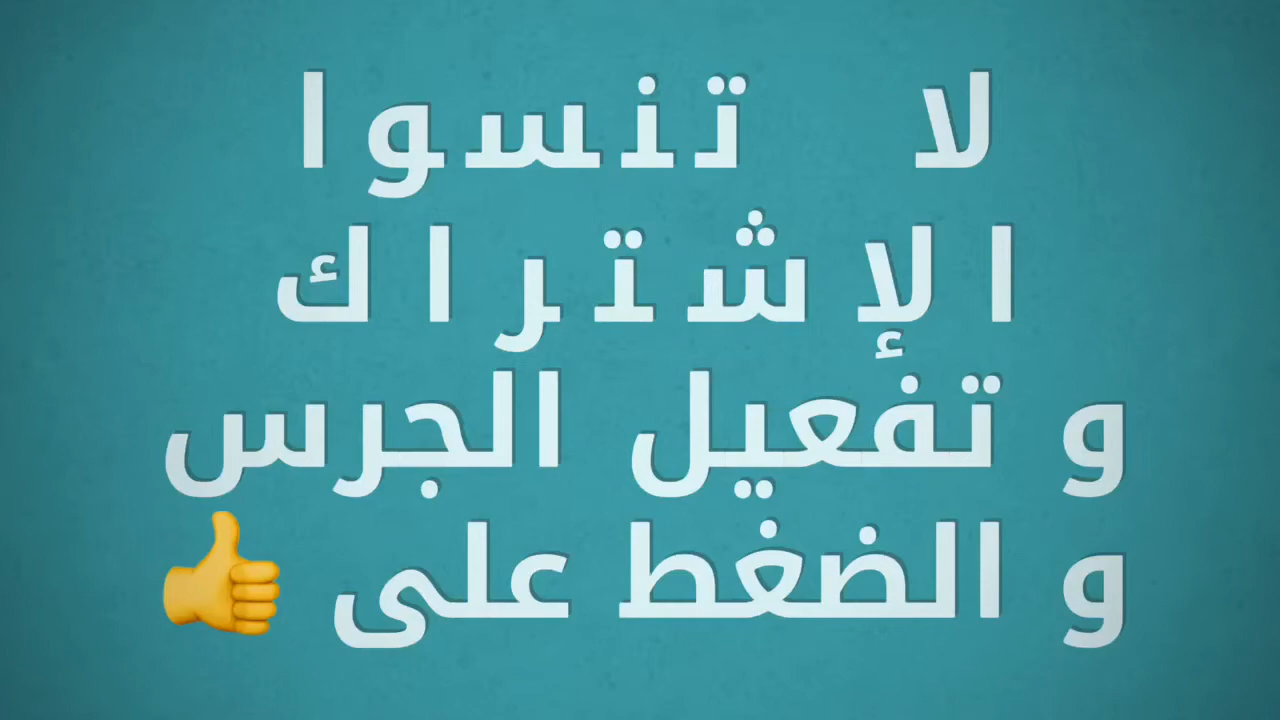 لا تنسوا
الإشتراك
و تفعيل الجرس
و الضغط على 👍